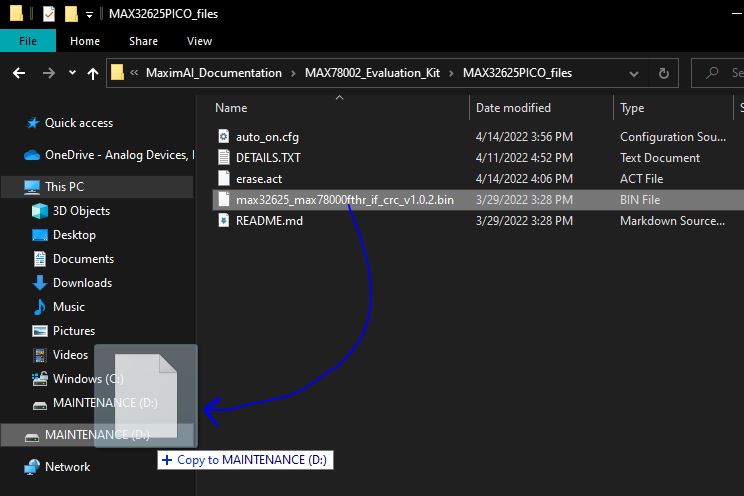 MAX32625PICO_files
File Home Share View
« MaximAI_Documentation > MAX78002_Evaluation_Kit > MAX32625PICO_files
Name Date modified Type
Quick access
OneDrive - Analog Devices, I
This PC
3D Objects
Desktop
Documents
Downloads
Music
Pictures
Videos
Windows (C:)
MAINTENANCE (D:)
MAINTENANCE (D:)
Network
auto_on.cfg 4/14/2022 3:56 PM Configuration Sou...
DETAILS.TXT 4/11/2022 4:52 PM Text Document
erase.act 4/14/2022 4:06 PM ACT File
max32625_max78000fthr_if_crc_v1.0.2.bin 3/29/2022 3:28 PM BIN File
README.md 3/29/2022 3:28 PM Markdown Source...
+ Copy to MAINTENANCE (D:)